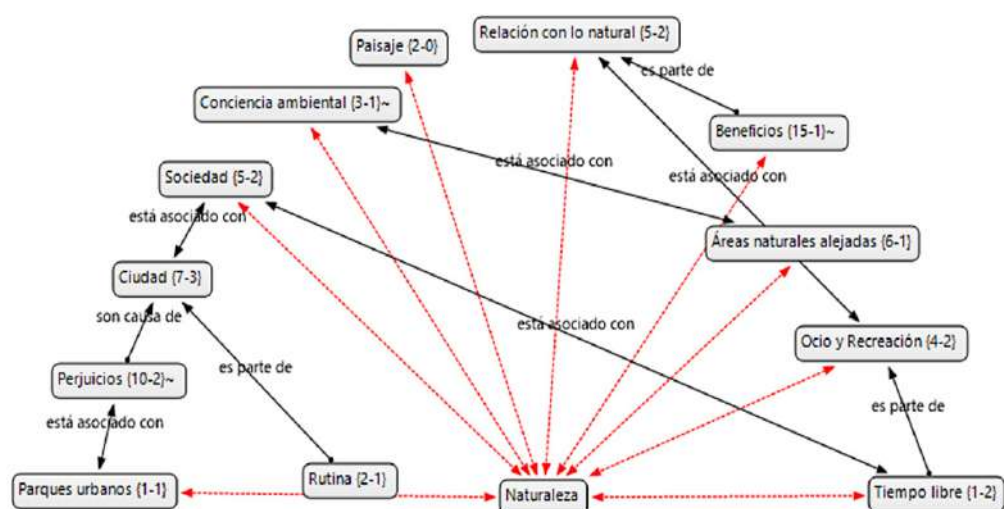 Relación con lo natural {5-2}
Paisaje {2-0}
es parte de
Conciencia ambiental {3-1}~
Beneficios {15-1}~
está asociado con
está asociado con
Sociedad {5-2}
está asociado con
Áreas naturales alejadas {6-1}
Ciudad {7-3}
son causa de
está asociado con
Ocio y Recreación {4-2}
es parte de
Perjuicios {10-2}~
es parte de
está asociado con
Rutina {2-1}
Parques urbanos {1-1}
Naturaleza
Tiempo libre {1-2}